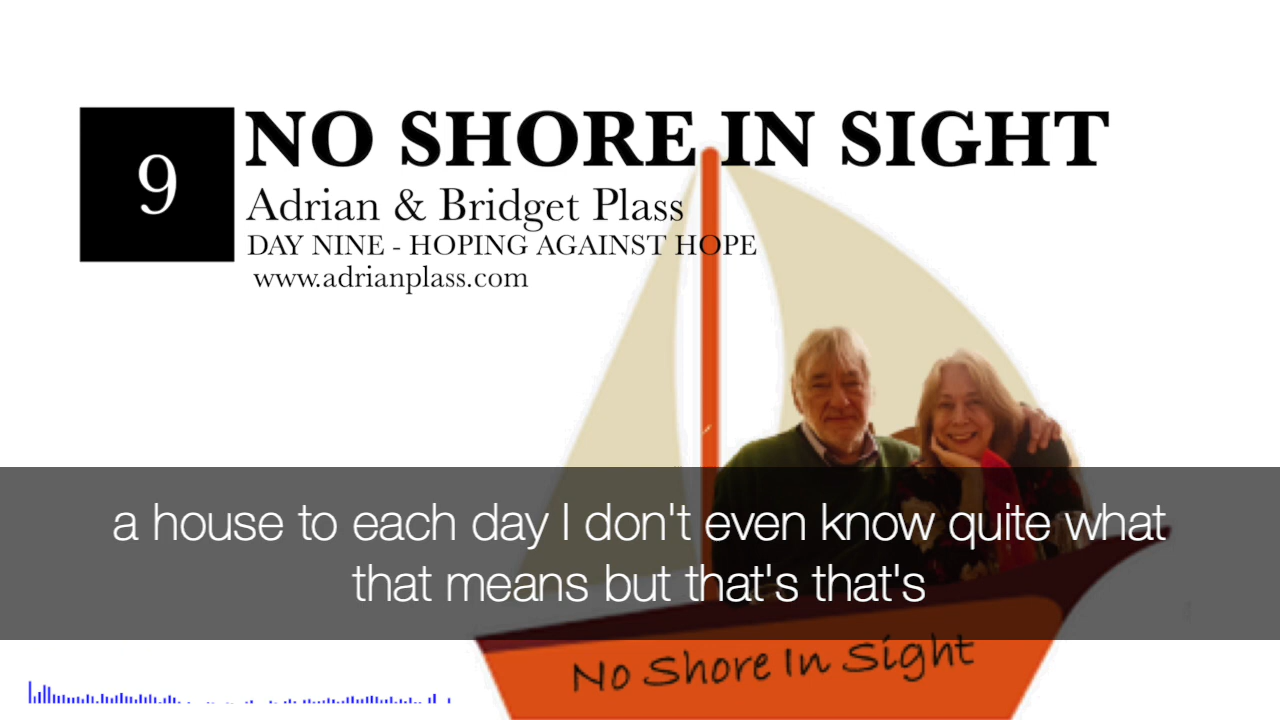 9
NO SHORE IN SIGHT
Adrian & Bridget Plass
DAY NINE - HOPING AGAINST HOPE
www.adrianplass.com
a house to each day I don't even know quite what
that means but that's that's
No Shore In Sight